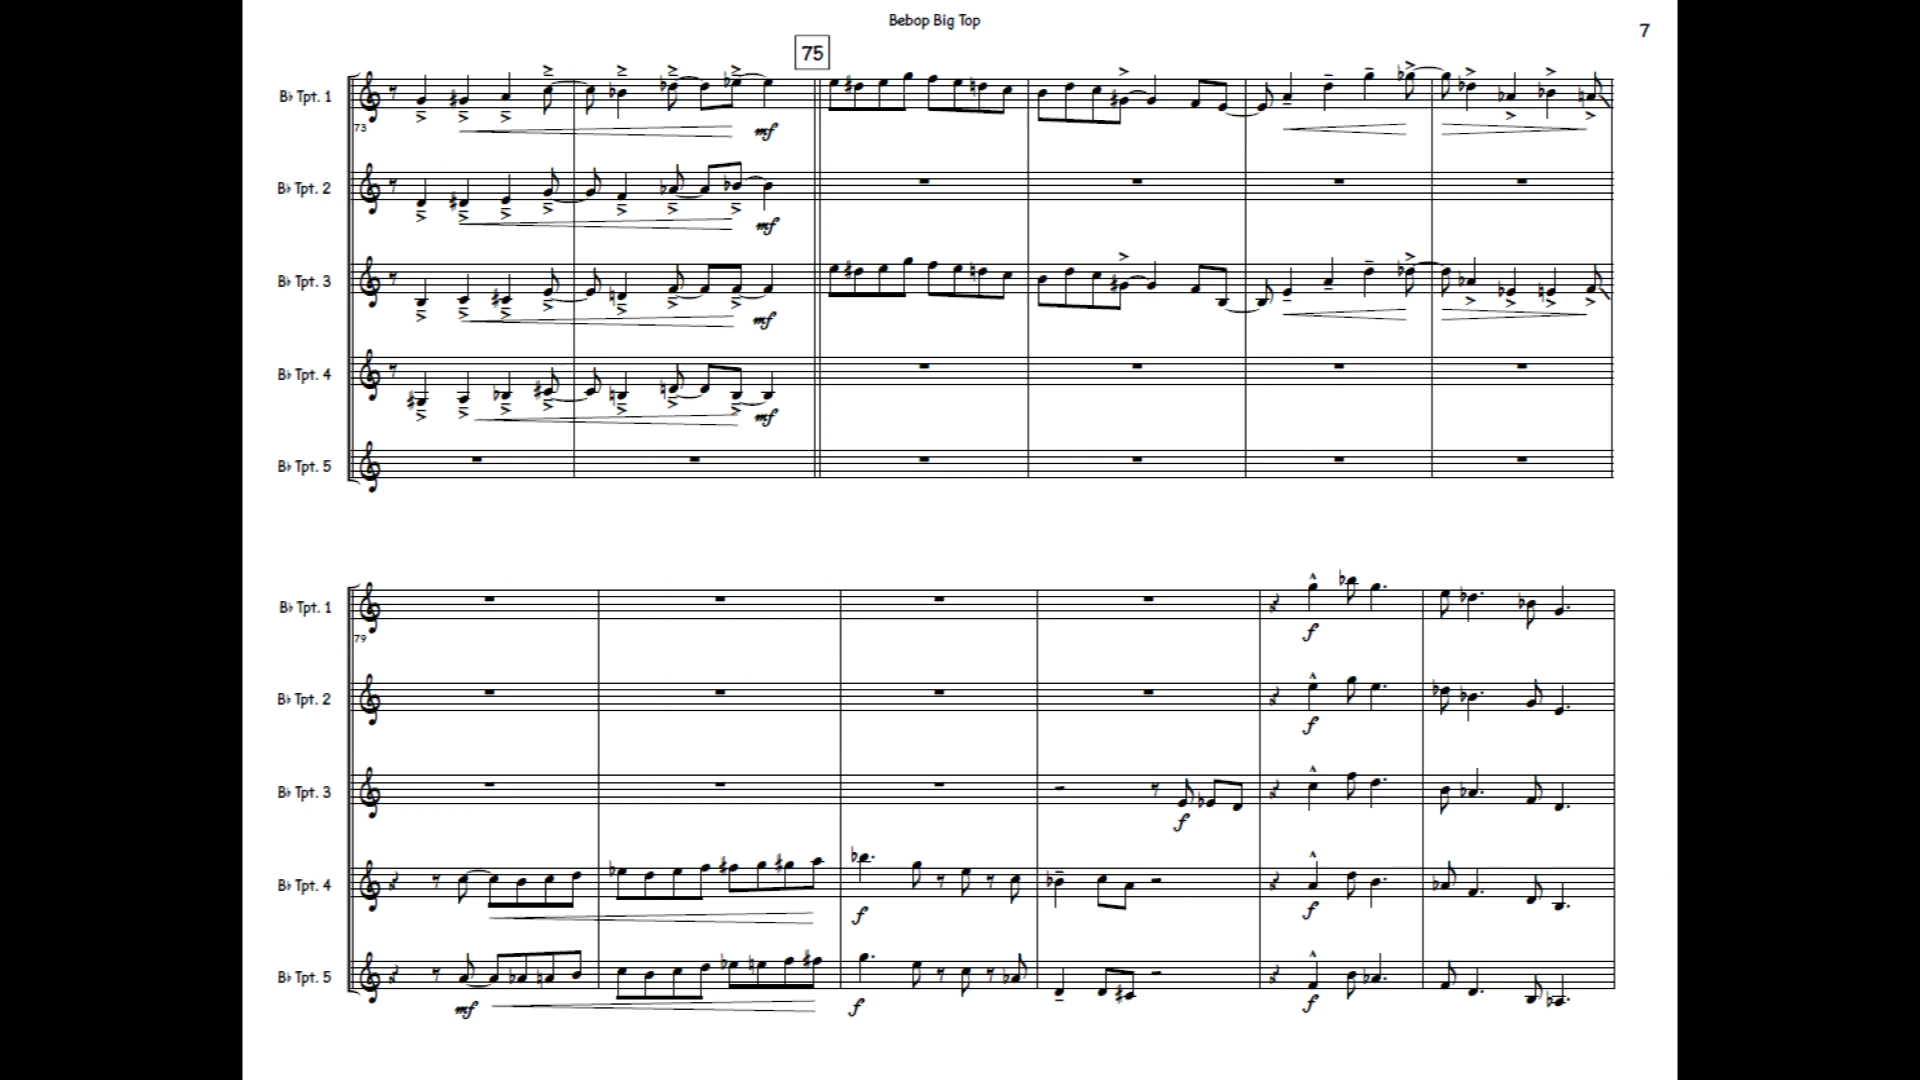 Bebop Big Top
7
75
B♭ Tpt. 1
73
mf
B♭ Tpt. 2
mf
B♭ Tpt. 3
mf
B♭ Tpt. 4
mf
B♭ Tpt. 5
B♭ Tpt. 1
79
f
B♭ Tpt. 2
f
B♭ Tpt. 3
f
B♭ Tpt. 4
f f
B♭ Tpt. 5
mf f f